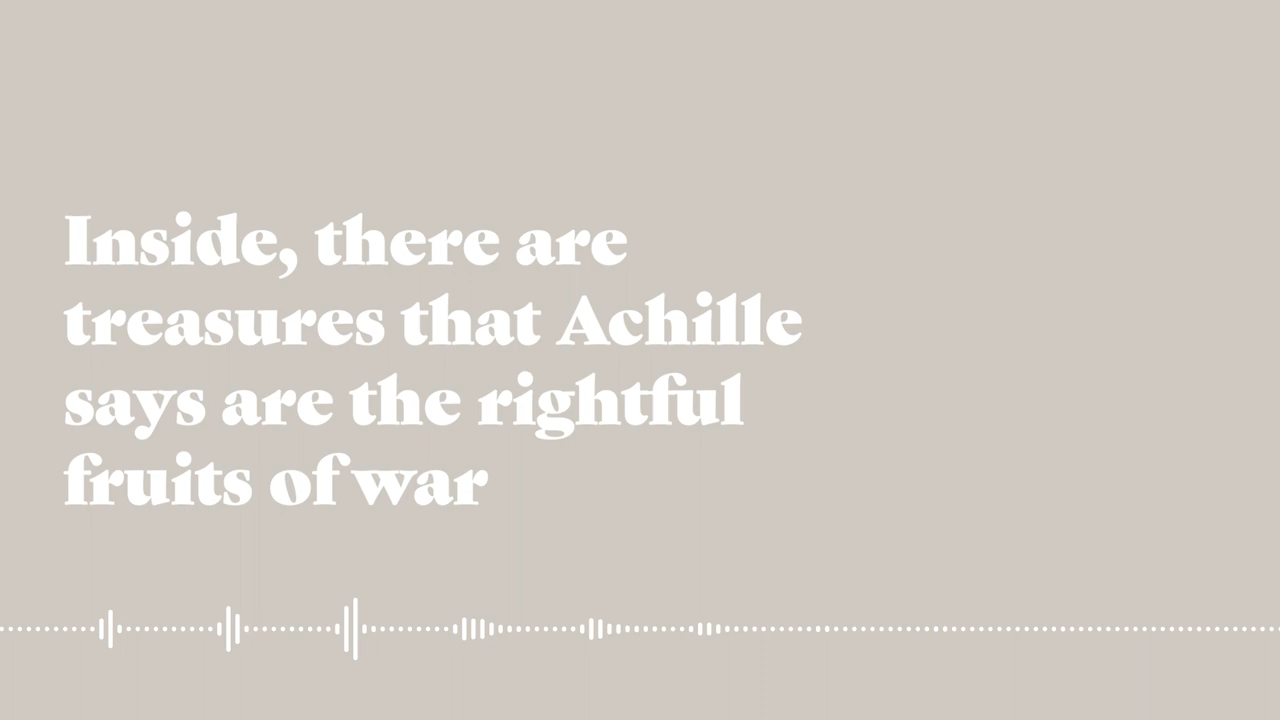 Inside, there are
treasures that Achille
says are the rightful
fruits of war